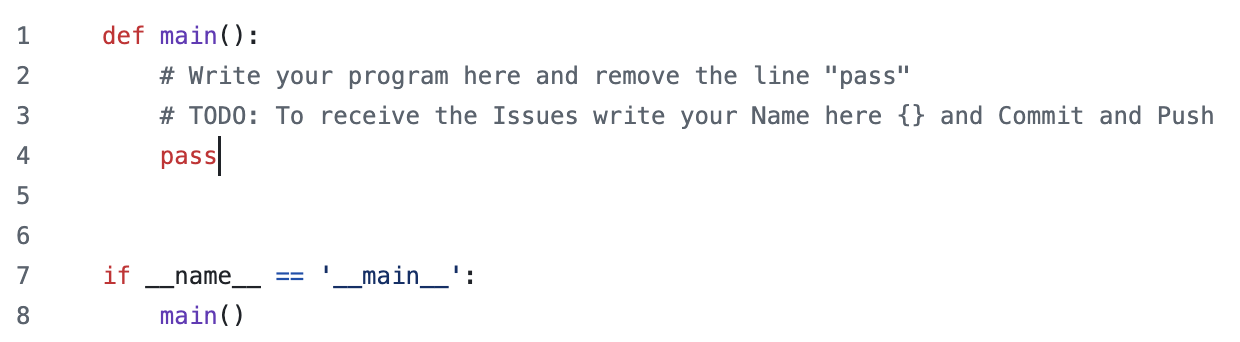 1 def main():
2 # Write your program here and remove the line "pass"
3 # TODO: To receive the Issues write your Name here {} and Commit and Push
4 pass
5
6
7 if __name__ == '__main__':
8 main()